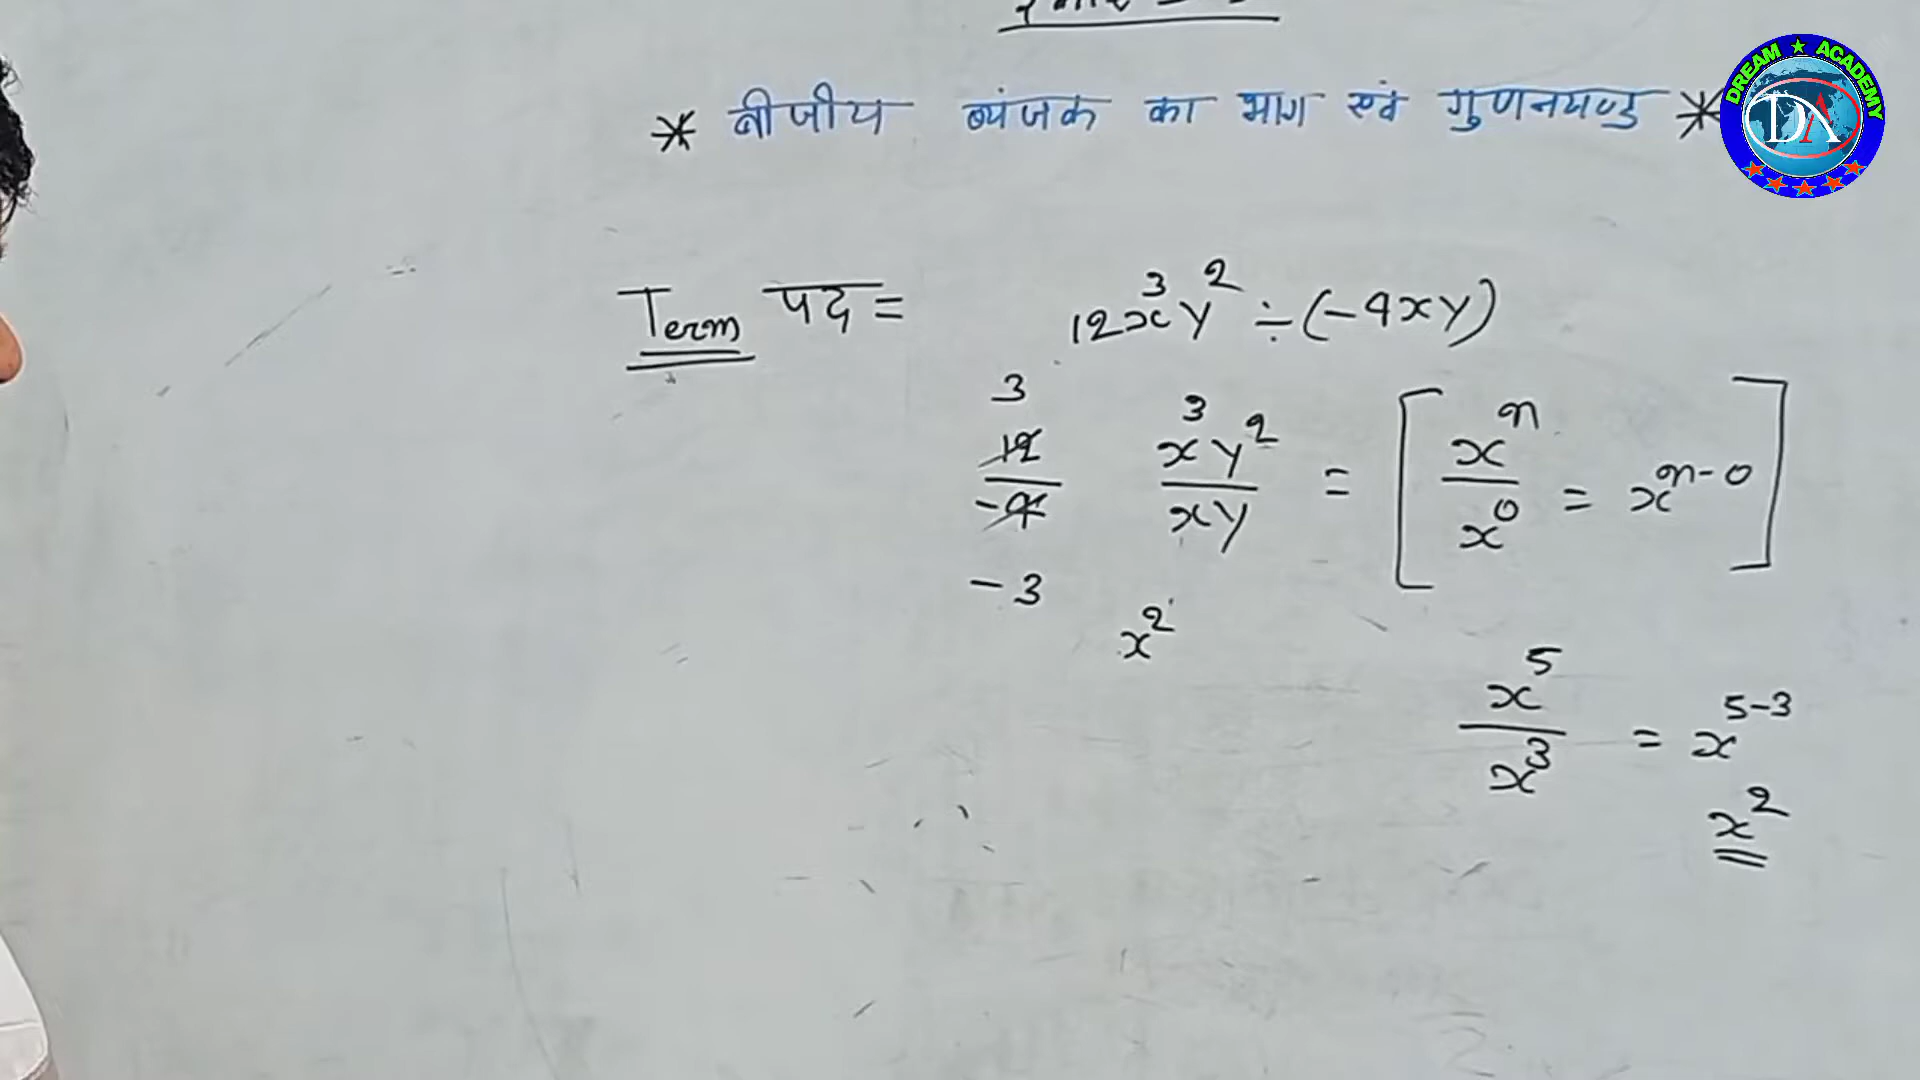 * बीजीय व्यंजक का भाग एवं गुणनखण्ड *
DREAM ★ ACADEMY
DA
Term पद = 12x³y² ÷ (-4xy)
3
12/-4 x³y²/xy = [xⁿ/x⁰ = xⁿ⁻⁰]
-3 x²
x⁵/x³ = x⁵⁻³
x²